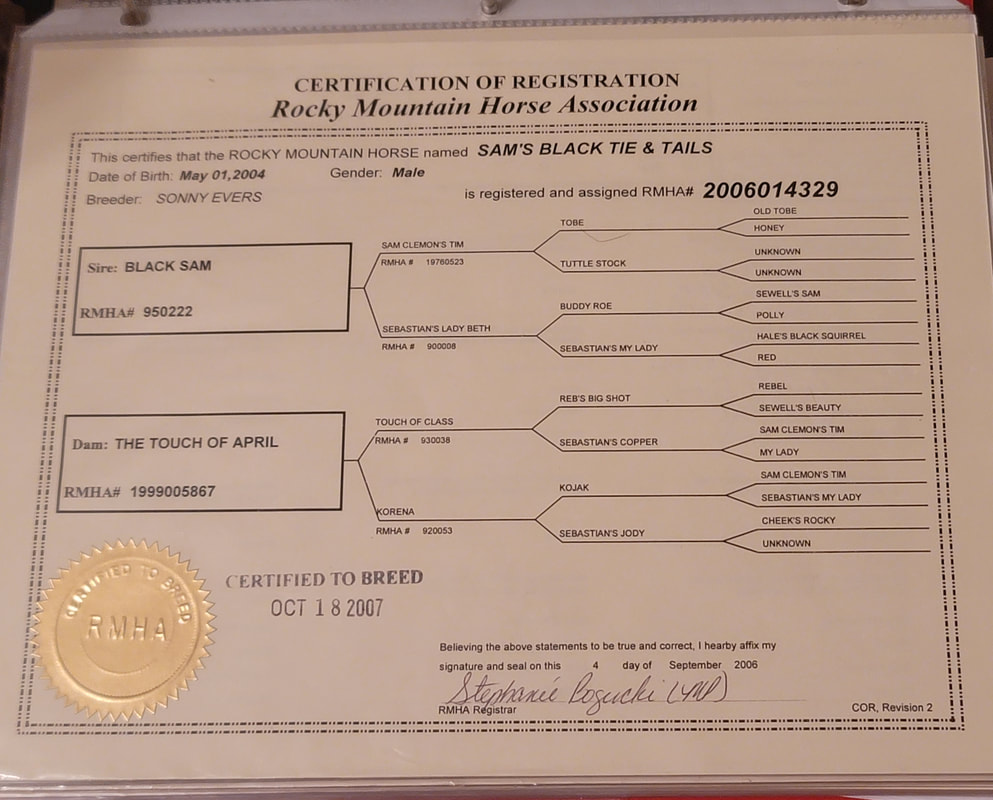 CERTIFICATION OF REGISTRATION
Rocky Mountain Horse Association
This certifies that the ROCKY MOUNTAIN HORSE named SAM'S BLACK TIE & TAILS
Date of Birth: May 01,2004 Gender: Male
Breeder: SONNY EVERS is registered and assigned RMHA# 2006014329
Sire: BLACK SAM
RMHA# 950222
SAM CLEMON'S TIM
RMHA # 19760523
SEBASTIAN'S LADY BETH
RMHA # 900008
TOBE
TUTTLE STOCK
BUDDY ROE
SEBASTIAN'S MY LADY
OLD TOBE
HONEY
UNKNOWN
UNKNOWN
SEWELL'S SAM
POLLY
HALE'S BLACK SQUIRREL
RED
Dam: THE TOUCH OF APRIL
RMHA# 1999005867
TOUCH OF CLASS
RMHA # 930038
KORENA
RMHA # 920053
REB'S BIG SHOT
SEBASTIAN'S COPPER
KOJAK
SEBASTIAN'S JODY
REBEL
SEWELL'S BEAUTY
SAM CLEMON'S TIM
MY LADY
SAM CLEMON'S TIM
SEBASTIAN'S MY LADY
CHEEK'S ROCKY
UNKNOWN
CERTIFIED TO BREED
RMHA
CERTIFIED TO BREED
OCT 18 2007
Believing the above statements to be true and correct, I hearby affix my
signature and seal on this 4 day of September 2006
Stephanie Bogucki
RMHA Registrar
COR, Revision 2